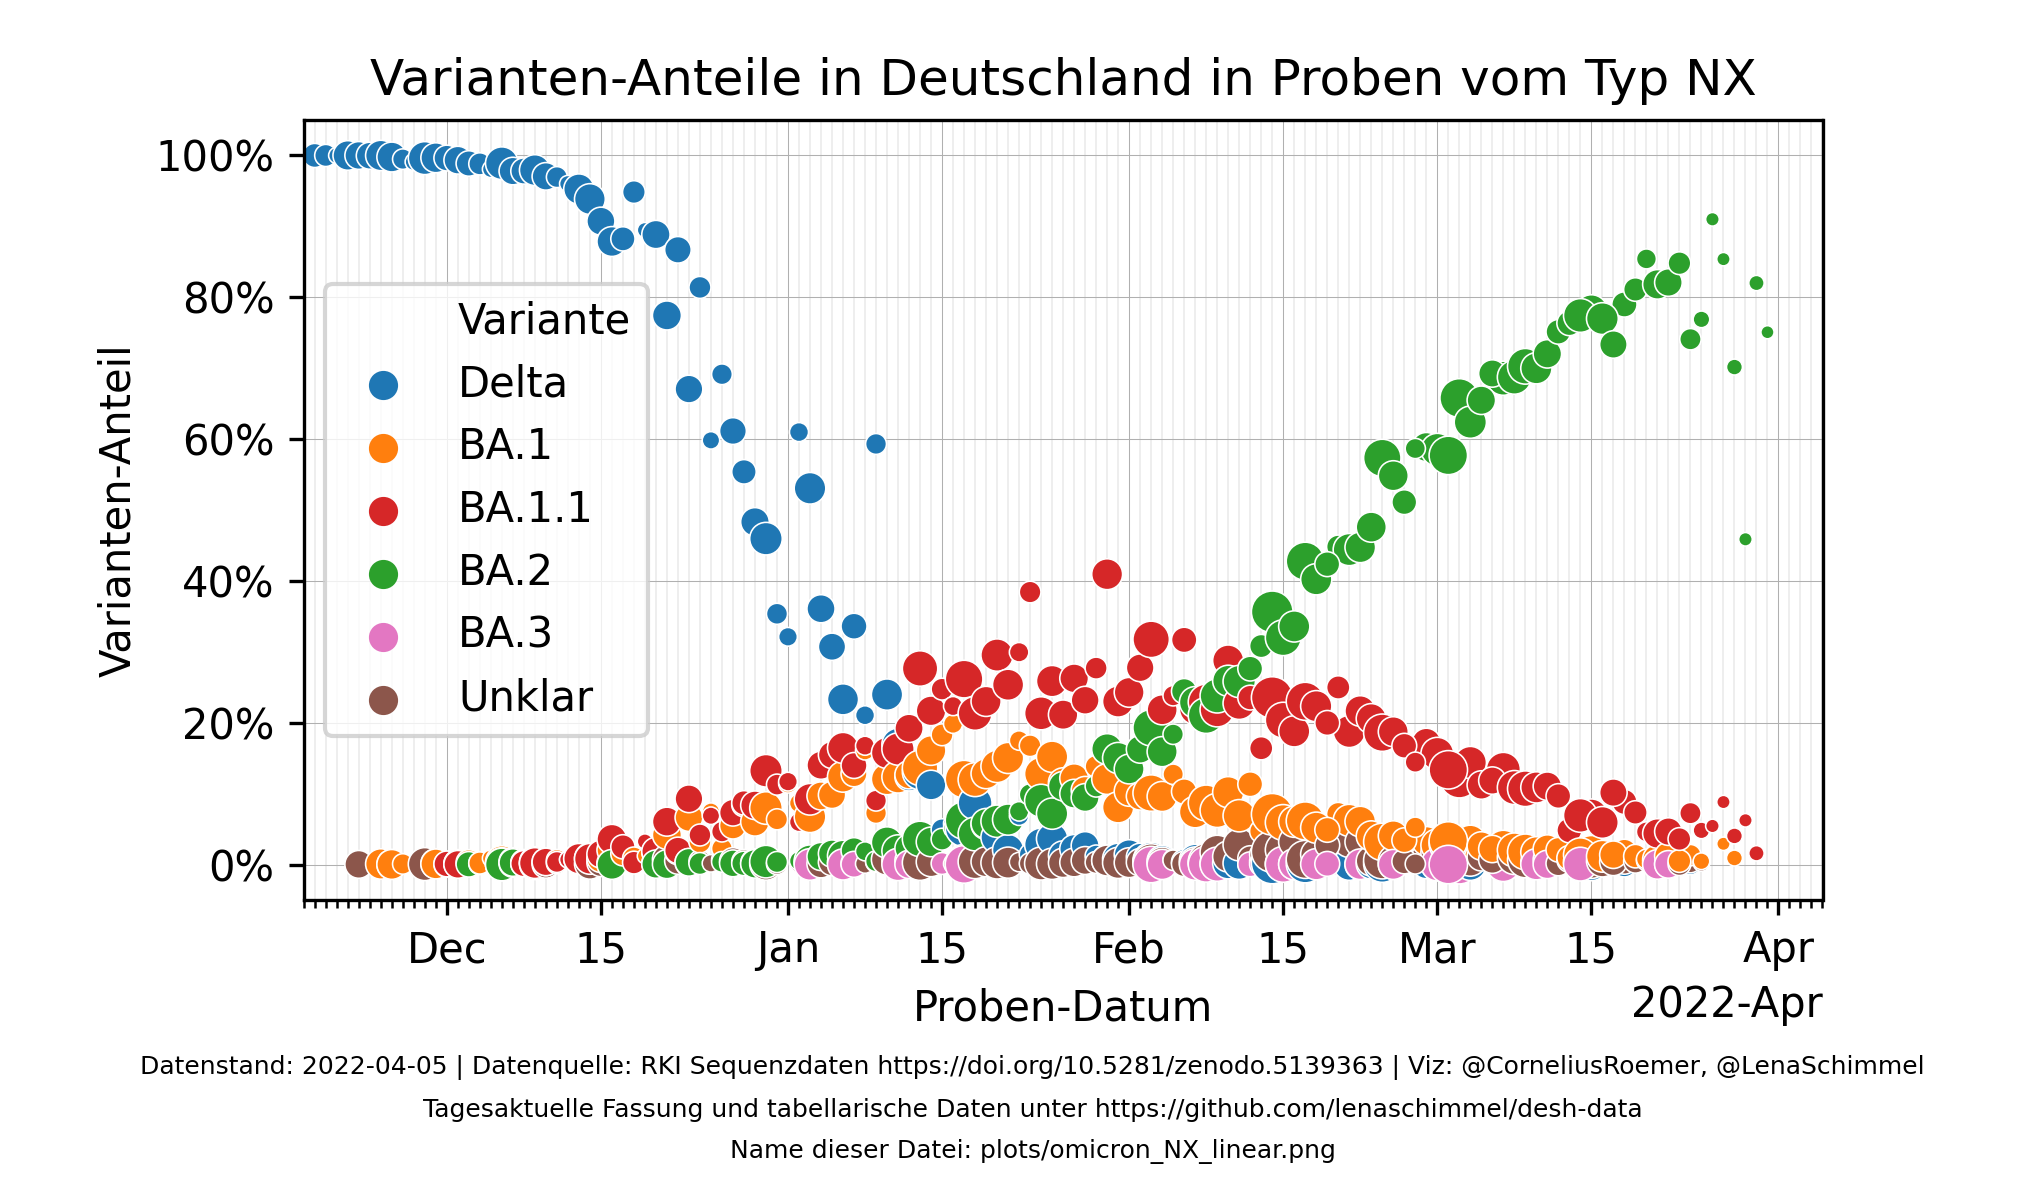 Varianten-Anteile in Deutschland in Proben vom Typ NX
Varianten-Anteil
100%
80%
60%
40%
20%
0%
Variante
Delta
BA.1
BA.1.1
BA.2
BA.3
Unklar
Dec 15 Jan 15 Feb 15 Mar 15 Apr
Proben-Datum
2022-Apr
Datenstand: 2022-04-05 | Datenquelle: RKI Sequenzdaten https://doi.org/10.5281/zenodo.5139363 | Viz: @CorneliusRoemer, @LenaSchimmel
Tagesaktuelle Fassung und tabellarische Daten unter https://github.com/lenaschimmel/desh-data
Name dieser Datei: plots/omicron_NX_linear.png